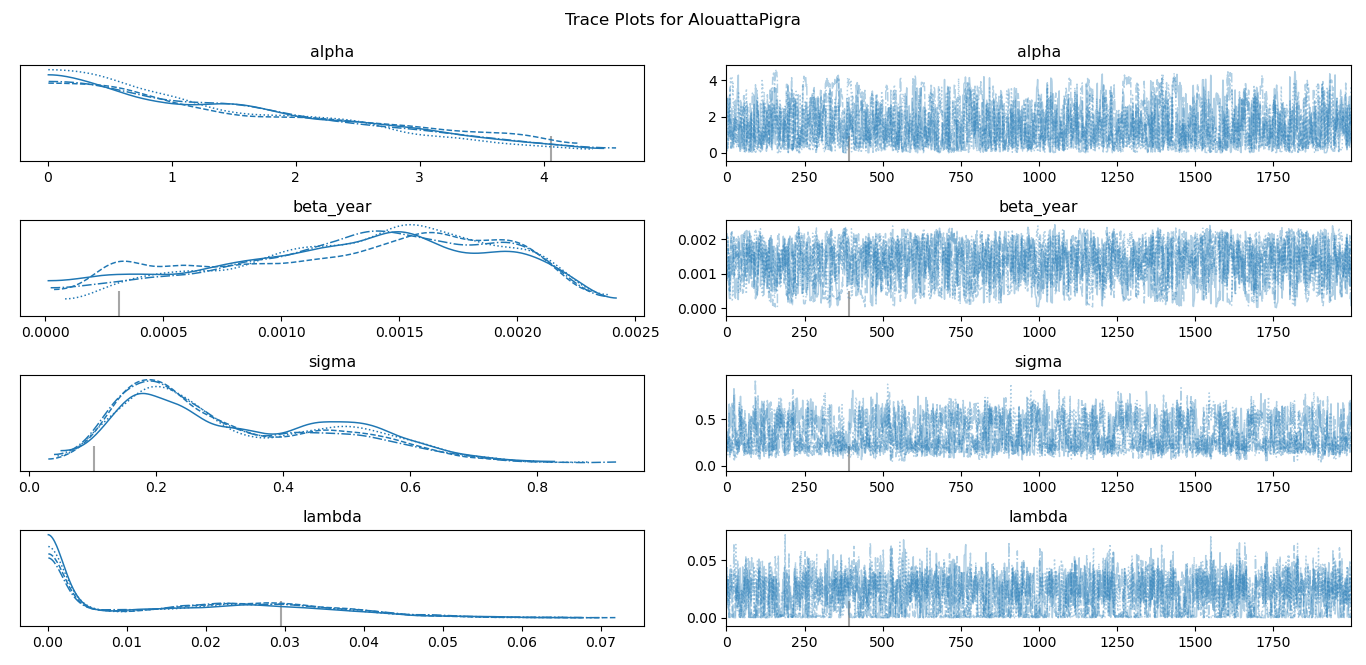 Trace Plots for AlouattaPigra
alpha
alpha
4
2
0
0 1 2 3 4
0 250 500 750 1000 1250 1500 1750
beta_year
beta_year
0.002
0.001
0.000
0.0000 0.0005 0.0010 0.0015 0.0020 0.0025
0 250 500 750 1000 1250 1500 1750
sigma
sigma
0.5
0.0
0.0 0.2 0.4 0.6 0.8
0 250 500 750 1000 1250 1500 1750
lambda
lambda
0.05
0.00
0.00 0.01 0.02 0.03 0.04 0.05 0.06 0.07
0 250 500 750 1000 1250 1500 1750